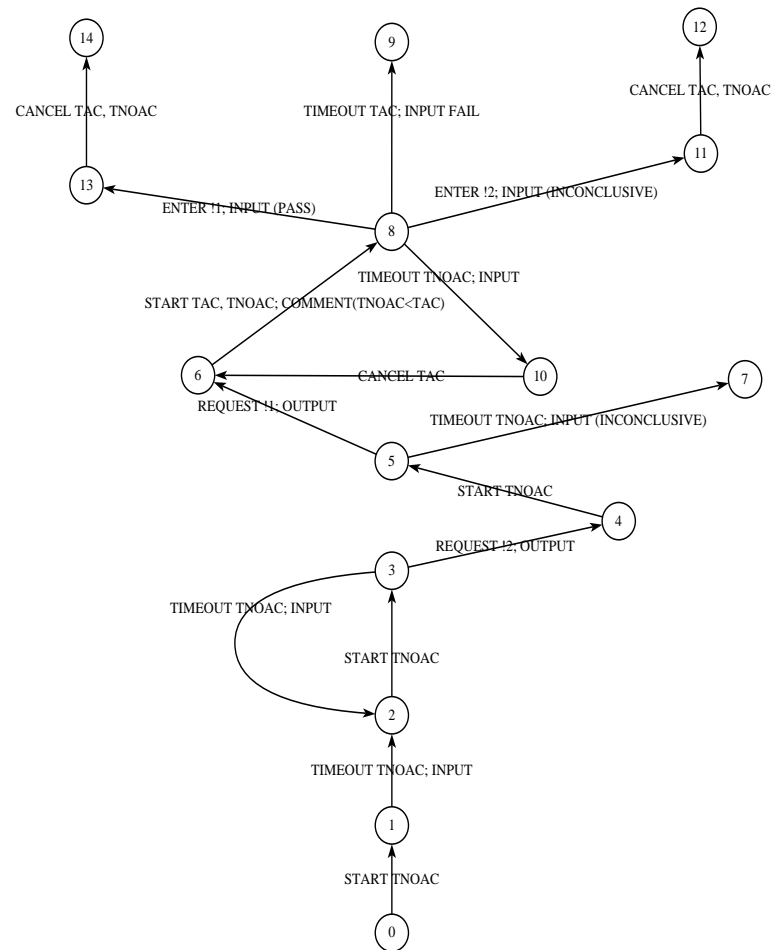 12
14
9
CANCEL TAC, TNOAC
CANCEL TAC, TNOAC
TIMEOUT TAC; INPUT FAIL
11
13
ENTER !2; INPUT (INCONCLUSIVE)
ENTER !1; INPUT (PASS)
8
TIMEOUT TNOAC; INPUT
START TAC, TNOAC; COMMENT(TNOAC<TAC)
6
CANCEL TAC
10
7
REQUEST !1; OUTPUT
TIMEOUT TNOAC; INPUT (INCONCLUSIVE)
5
START TNOAC
4
REQUEST !2; OUTPUT
3
TIMEOUT TNOAC; INPUT
START TNOAC
2
TIMEOUT TNOAC; INPUT
1
START TNOAC
0